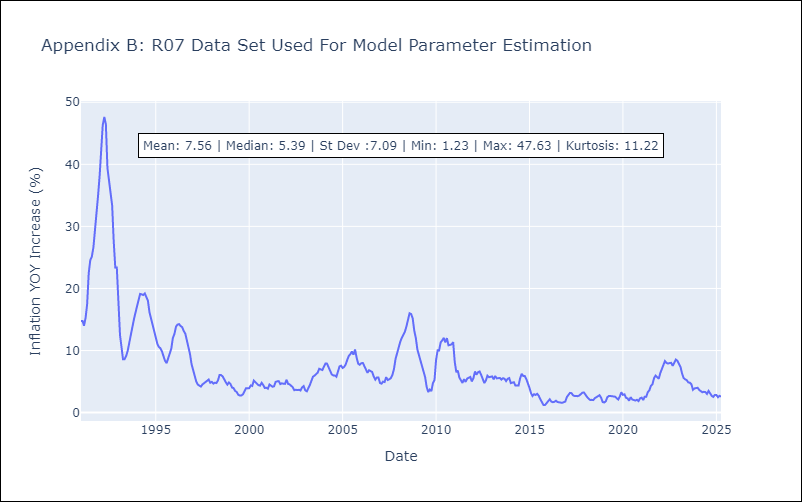 Appendix B: R07 Data Set Used For Model Parameter Estimation
50
Mean: 7.56 | Median: 5.39 | St Dev :7.09 | Min: 1.23 | Max: 47.63 | Kurtosis: 11.22
40
30
20
10
0
Inflation YOY Increase (%)
1995 2000 2005 2010 2015 2020 2025
Date